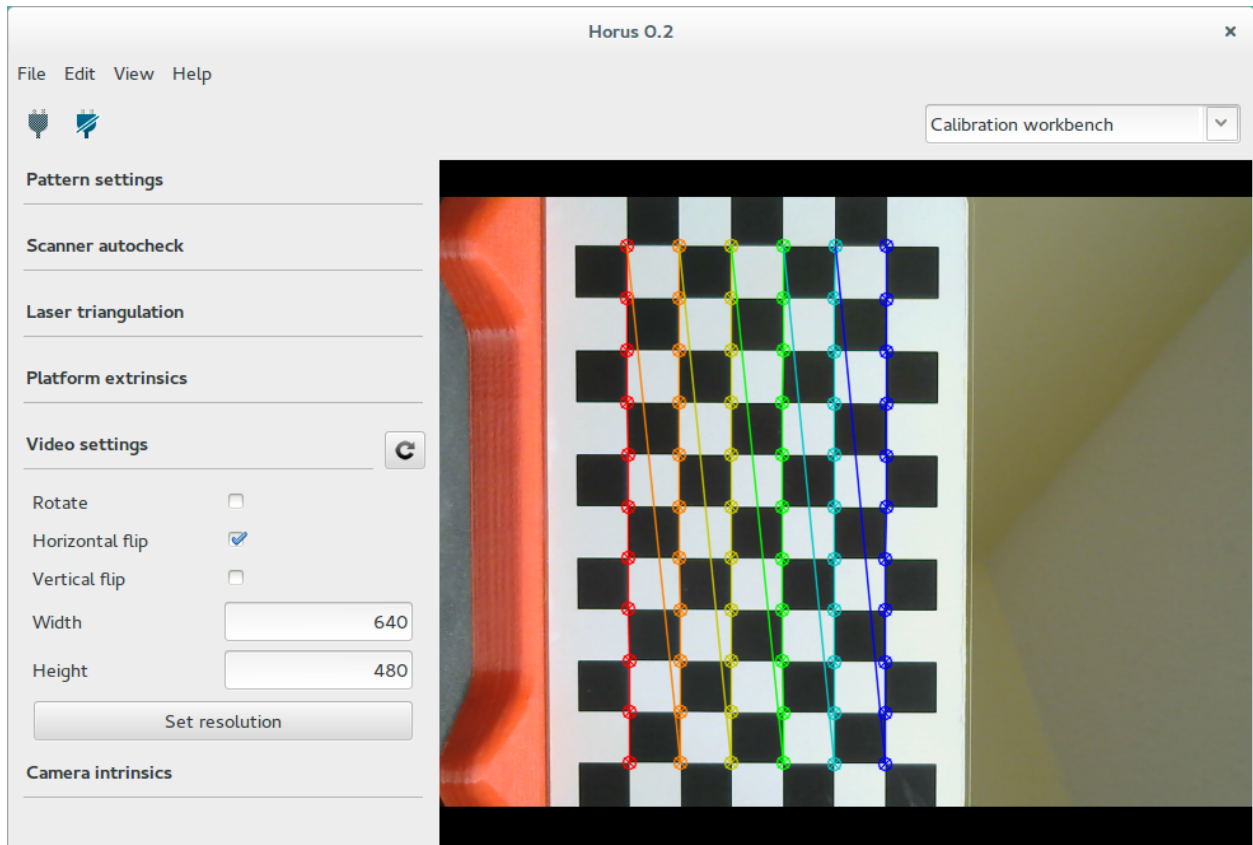 Horus 0.2
File Edit View Help
Calibration workbench
Pattern settings
Scanner autocheck
Laser triangulation
Platform extrinsics
Video settings
Rotate
Horizontal flip
Vertical flip
Width 640
Height 480
Set resolution
Camera intrinsics